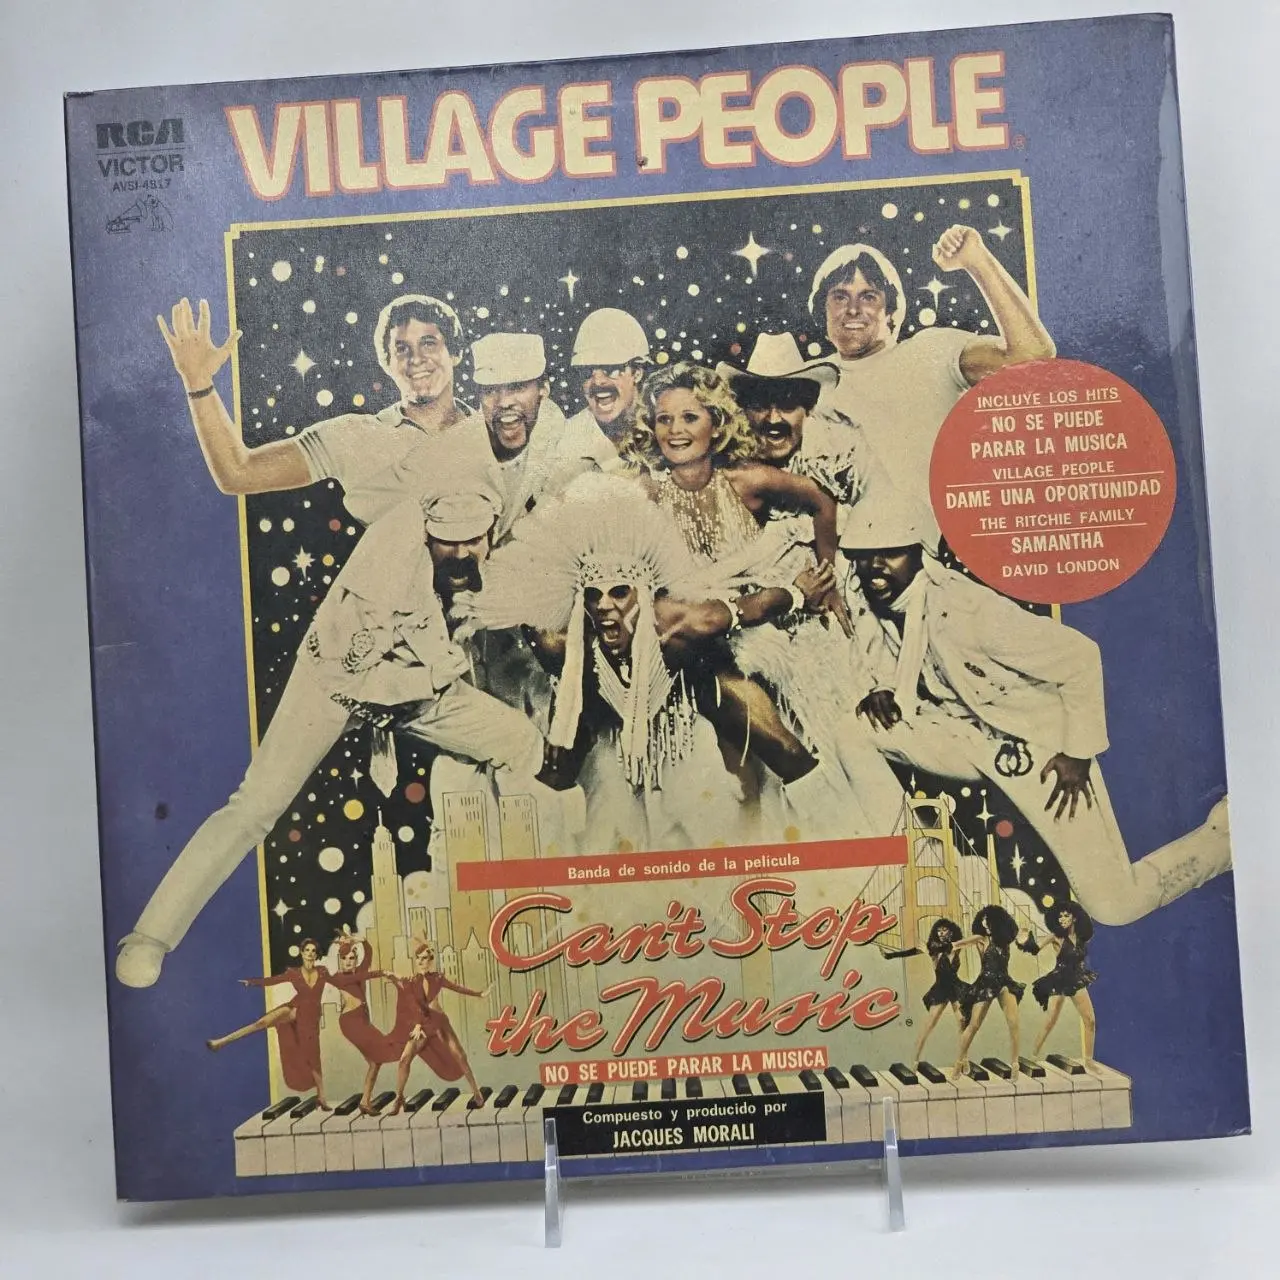 VILLAGE PEOPLE
RCA
VICTOR
AVSI-4517
INCLUYE LOS HITS
NO SE PUEDE
PARAR LA MUSICA
VILLAGE PEOPLE
DAME UNA OPORTUNIDAD
THE RITCHIE FAMILY
SAMANTHA
DAVID LONDON
Banda de sonido de la película
Can't Stop
the Music
NO SE PUEDE PARAR LA MUSICA
Compuesto y producido por
JACQUES MORALI